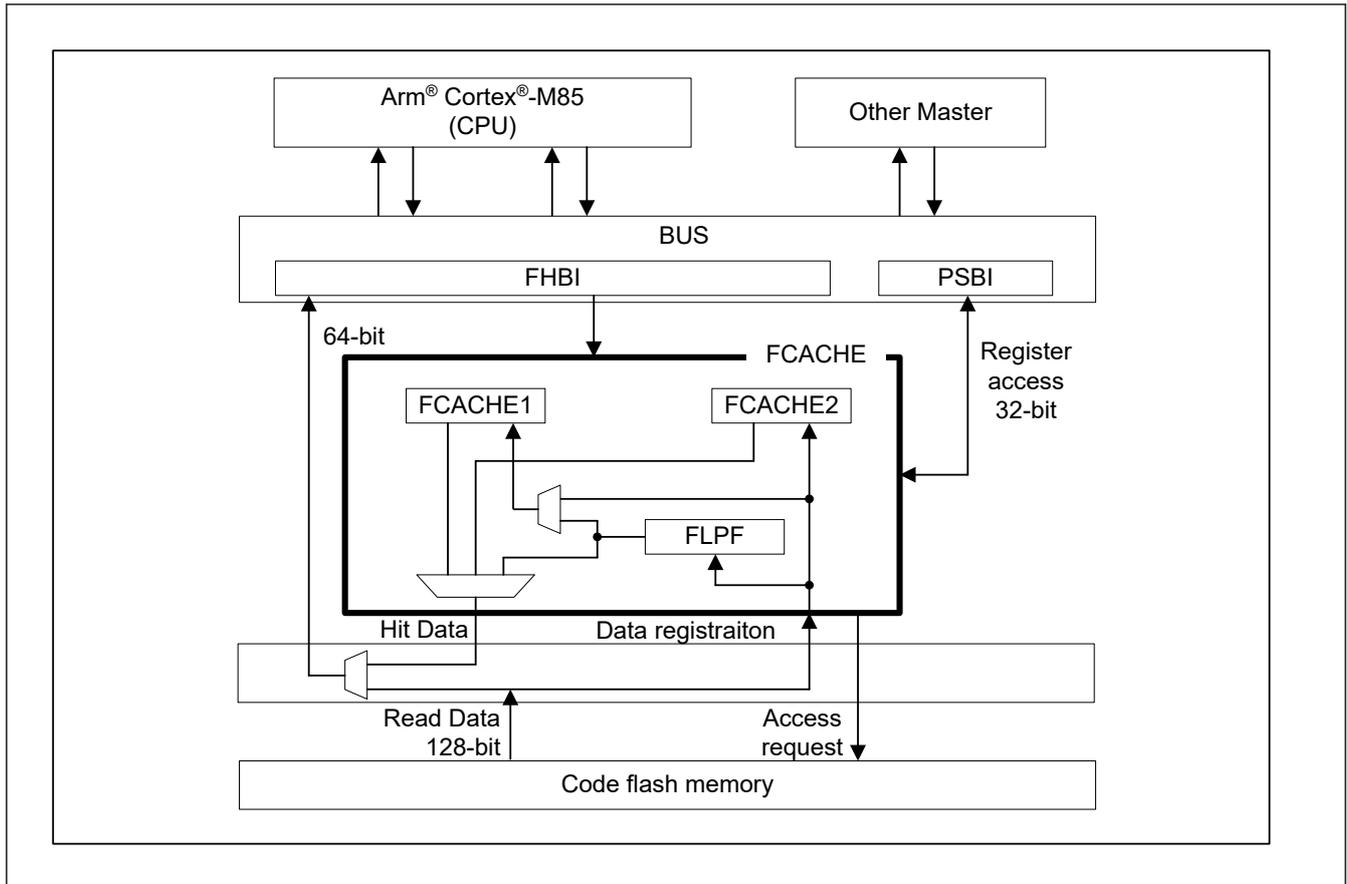 Arm® Cortex®-M85
(CPU)
Other Master
BUS
FHBI
PSBI
64-bit
FCACHE
Register
access
32-bit
FCACHE1
FCACHE2
FLPF
Hit Data
Data registraiton
Read Data
128-bit
Access
request
Code flash memory